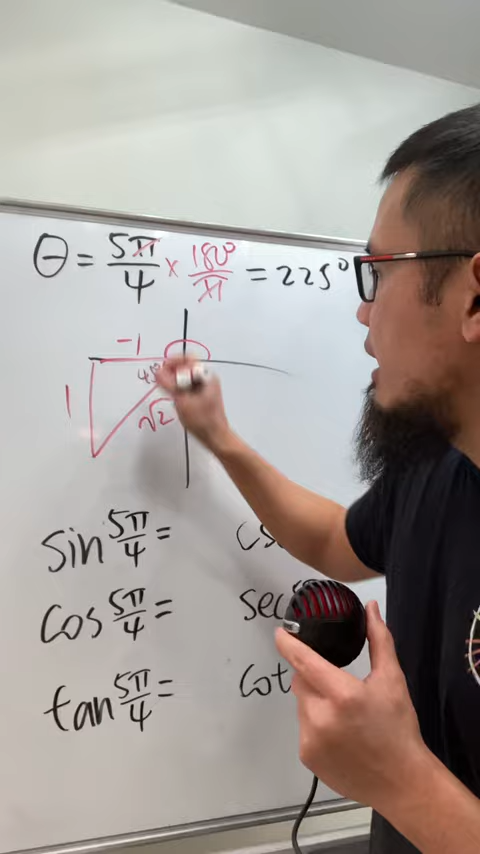 θ = 5π/4 × 180°/π = 225°
-1
45°
1
√2
sin 5π/4 =
cos 5π/4 = sec
tan 5π/4 = cot